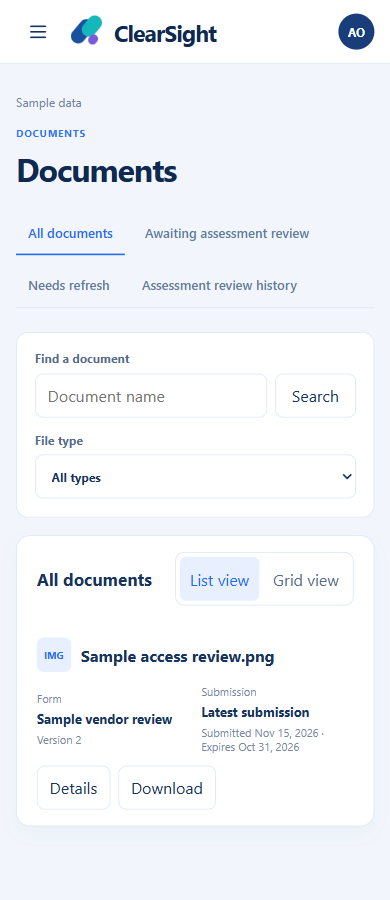 ClearSight
AO
Sample data
DOCUMENTS
Documents
All documents
Awaiting assessment review
Needs refresh
Assessment review history
Find a document
Document name
Search
File type
All types
All documents
List view
Grid view
IMG
Sample access review.png
Form
Sample vendor review
Version 2
Submission
Latest submission
Submitted Nov 15, 2026 ·
Expires Oct 31, 2026
Details
Download